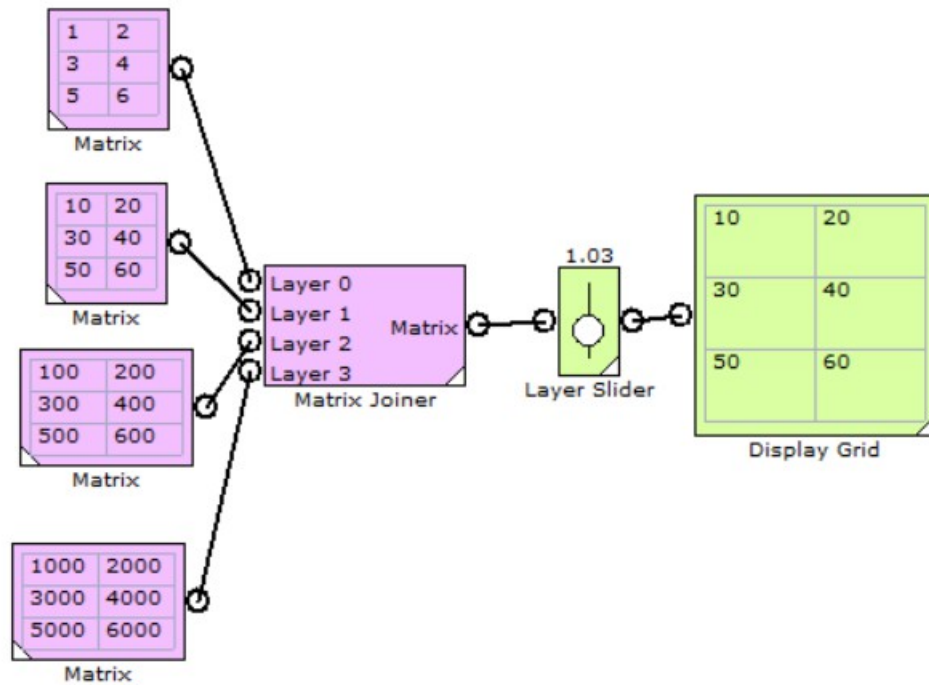 1 2
3 4
5 6
Matrix
10 20
30 40
50 60
Matrix
100 200
300 400
500 600
Matrix
1000 2000
3000 4000
5000 6000
Matrix
Layer 0
Layer 1
Layer 2
Layer 3
Matrix
Matrix Joiner
1.03
Layer Slider
10 20
30 40
50 60
Display Grid